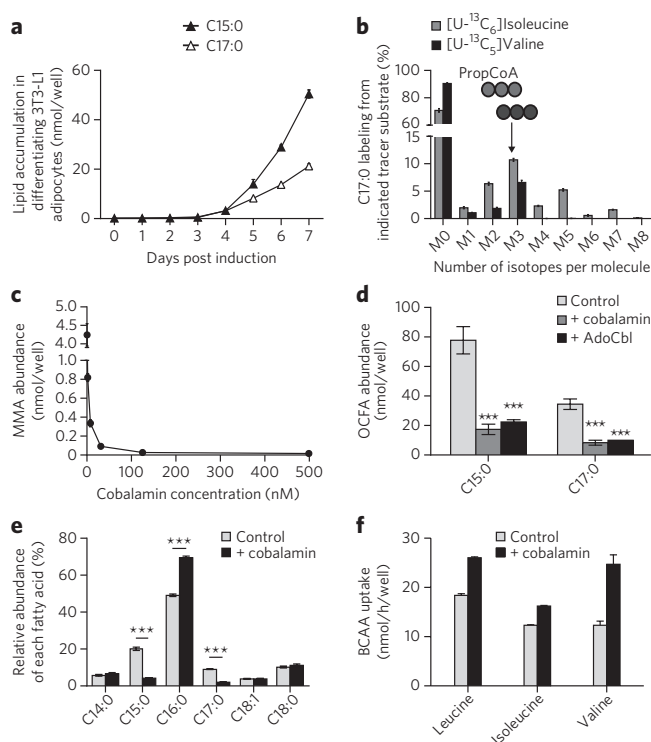 a
C15:0
C17:0
Lipid accumulation in
differentiating 3T3-L1
adipocytes (nmol/well)
60
40
20
0
0 1 2 3 4 5 6 7
Days post induction
b
[U-¹³C₆]Isoleucine
[U-¹³C₅]Valine
PropCoA
C17:0 labeling from
indicated tracer substrate (%)
100
80
60
15
10
5
0
M0 M1 M2 M3 M4 M5 M6 M7 M8
Number of isotopes per molecule
c
MMA abundance
(nmol/well)
5.0
4.5
4.0
1.0
0.8
0.6
0.4
0.2
0
0 100 200 300 400 500
Cobalamin concentration (nM)
d
Control
+ cobalamin
+ AdoCbl
OCFA abundance
(nmol/well)
100
80
60
40
20
0
*** ***
*** ***
C15:0 C17:0
e
Control
+ cobalamin
Relative abundance
of each fatty acid (%)
80
60
40
20
0
***
***
***
C14:0 C15:0 C16:0 C17:0 C18:1 C18:0
f
Control
+ cobalamin
BCAA uptake
(nmol/h/well)
30
20
10
0
Leucine Isoleucine Valine